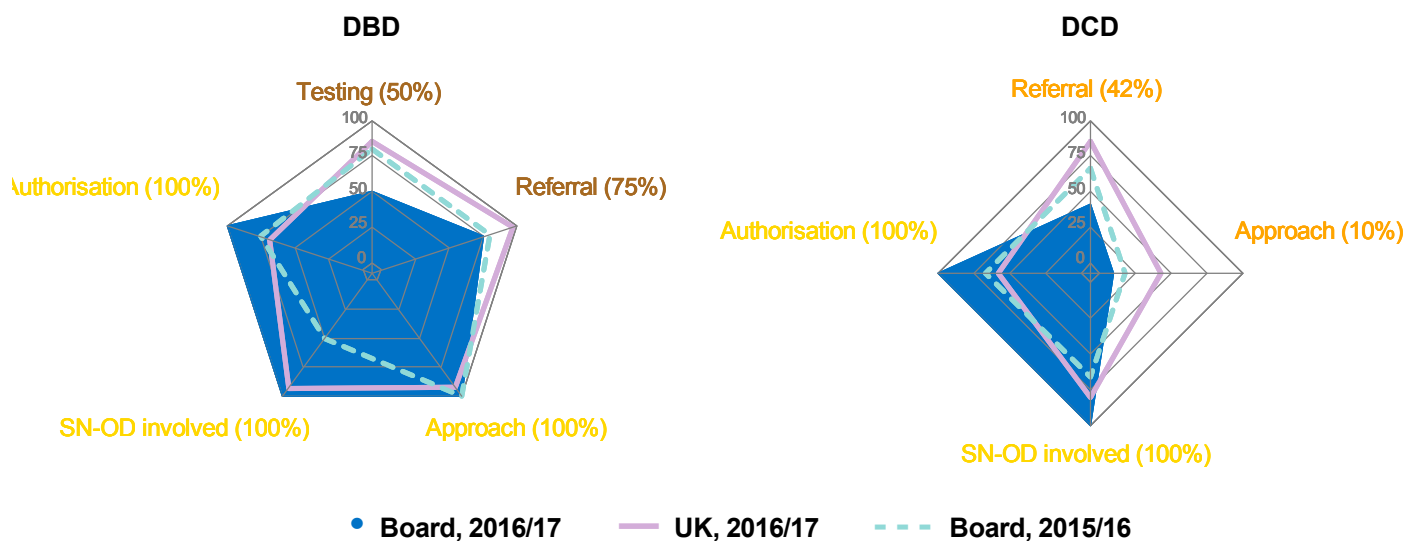 DBD
DCD
Testing (50%)
Referral (42%)
100
75
50
25
0
100
75
50
25
0
Authorisation (100%)
Referral (75%)
Authorisation (100%)
Approach (10%)
SN-OD involved (100%)
Approach (100%)
SN-OD involved (100%)
Board, 2016/17
UK, 2016/17
Board, 2015/16